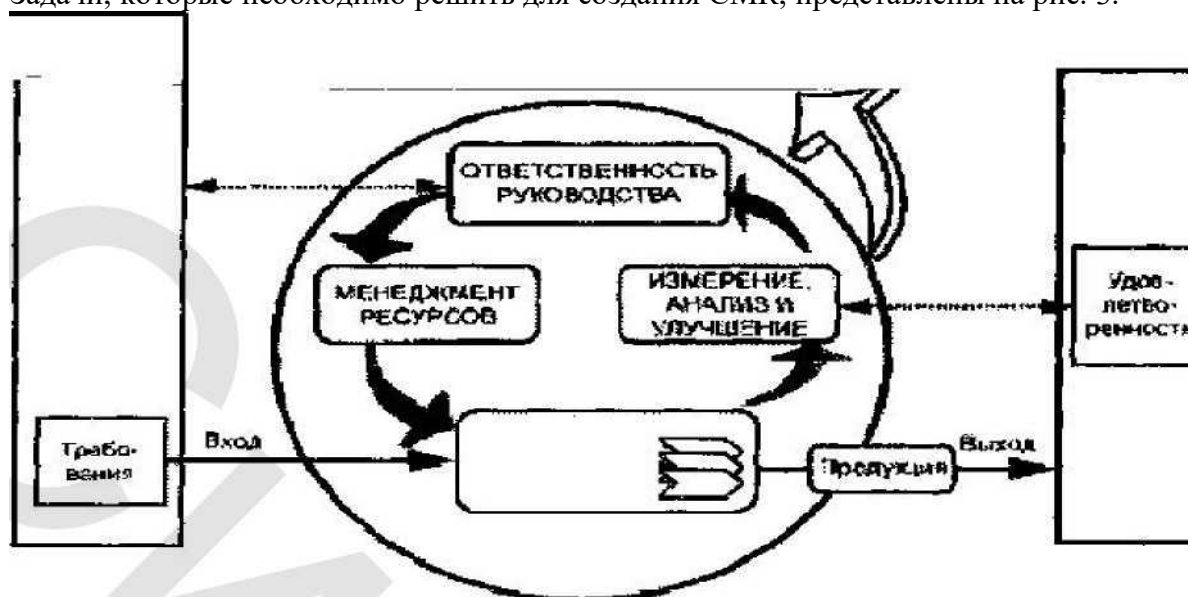 Задачи, которые необходимо решить для создания СМК, представлены на рис. 3.
ОТВЕТСТВЕННОСТЬ
РУКОВОДСТВА
МЕНЕДЖМЕНТ
РЕСУРСОВ
ИЗМЕРЕНИЕ,
АНАЛИЗ И
УЛУЧШЕНИЕ
Удов-
летво-
ренность
Требо-
вания
Вход
Продукция
Выход